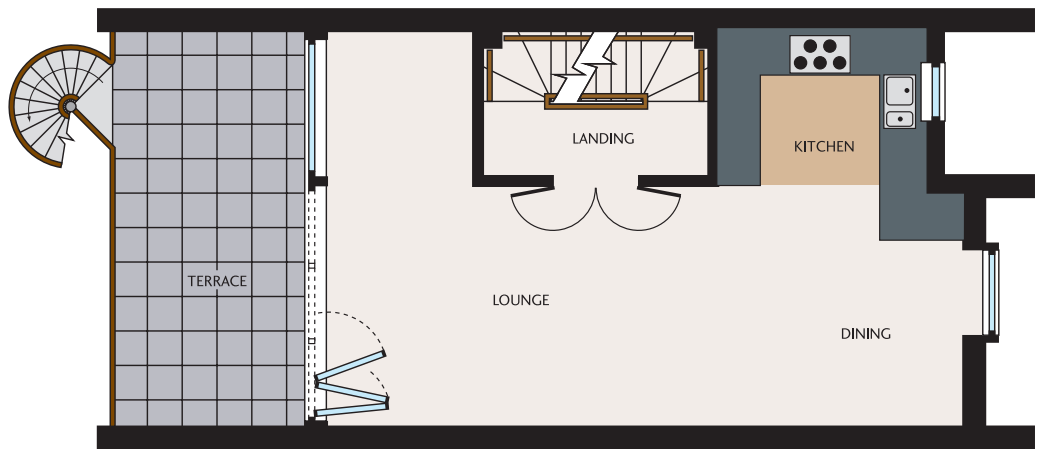 LANDING
KITCHEN
TERRACE
LOUNGE
DINING